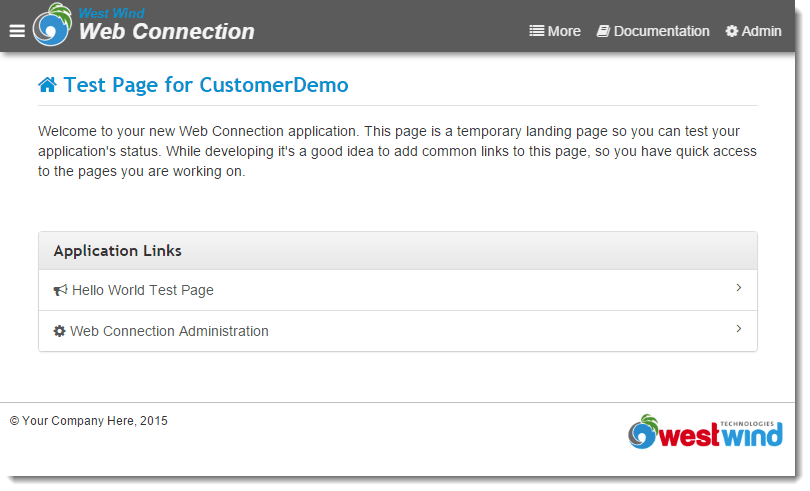 West Wind
Web Connection
More
Documentation
Admin
Test Page for CustomerDemo
Welcome to your new Web Connection application. This page is a temporary landing page so you can test your
application's status. While developing it's a good idea to add common links to this page, so you have quick access
to the pages you are working on.
Application Links
Hello World Test Page
Web Connection Administration
© Your Company Here, 2015
TECHNOLOGIES
westwind